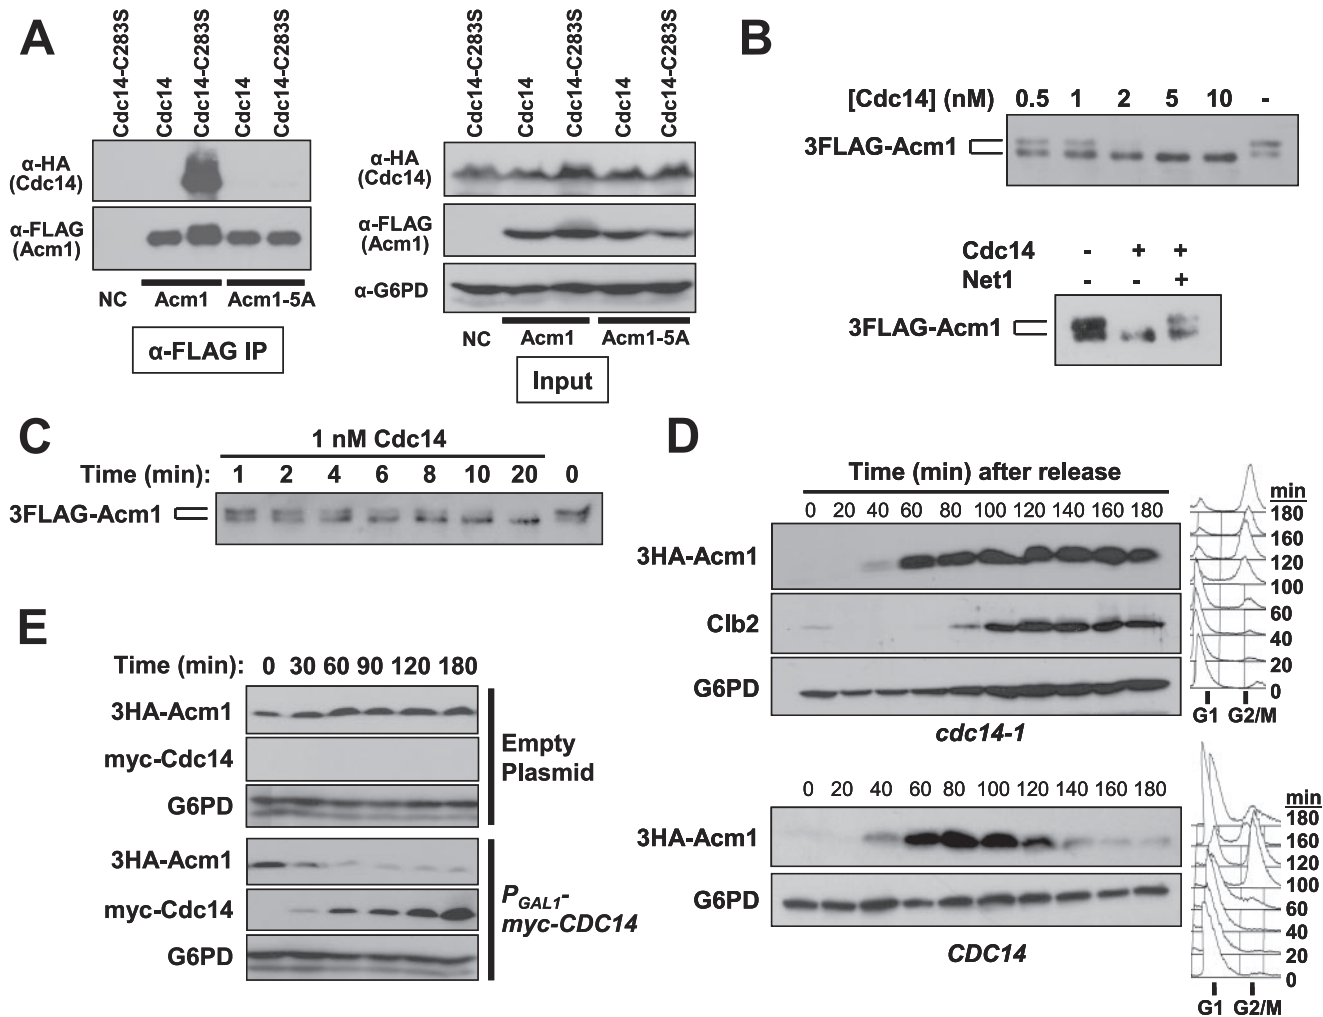 A
Cdc14-C283S
Cdc14
Cdc14-C283S
Cdc14
Cdc14-C283S
α-HA
(Cdc14)
α-FLAG
(Acm1)
NC Acm1 Acm1-5A
α-FLAG IP
Cdc14-C283S
Cdc14
Cdc14-C283S
Cdc14
Cdc14-C283S
α-HA
(Cdc14)
α-FLAG
(Acm1)
α-G6PD
NC Acm1 Acm1-5A
Input
B
[Cdc14] (nM) 0.5 1 2 5 10 -
3FLAG-Acm1
Cdc14 - + +
Net1 - - +
3FLAG-Acm1
C
1 nM Cdc14
Time (min): 1 2 4 6 8 10 20 0
3FLAG-Acm1
D
Time (min) after release
0 20 40 60 80 100 120 140 160 180
3HA-Acm1
Clb2
G6PD
cdc14-1
min
180
160
120
100
60
40
20
0
G1 G2/M
0 20 40 60 80 100 120 140 160 180
3HA-Acm1
G6PD
CDC14
min
180
160
120
100
60
40
20
0
G1 G2/M
E
Time (min): 0 30 60 90 120 180
3HA-Acm1
myc-Cdc14
G6PD
Empty
Plasmid
3HA-Acm1
myc-Cdc14
G6PD
PGAL1-
myc-CDC14